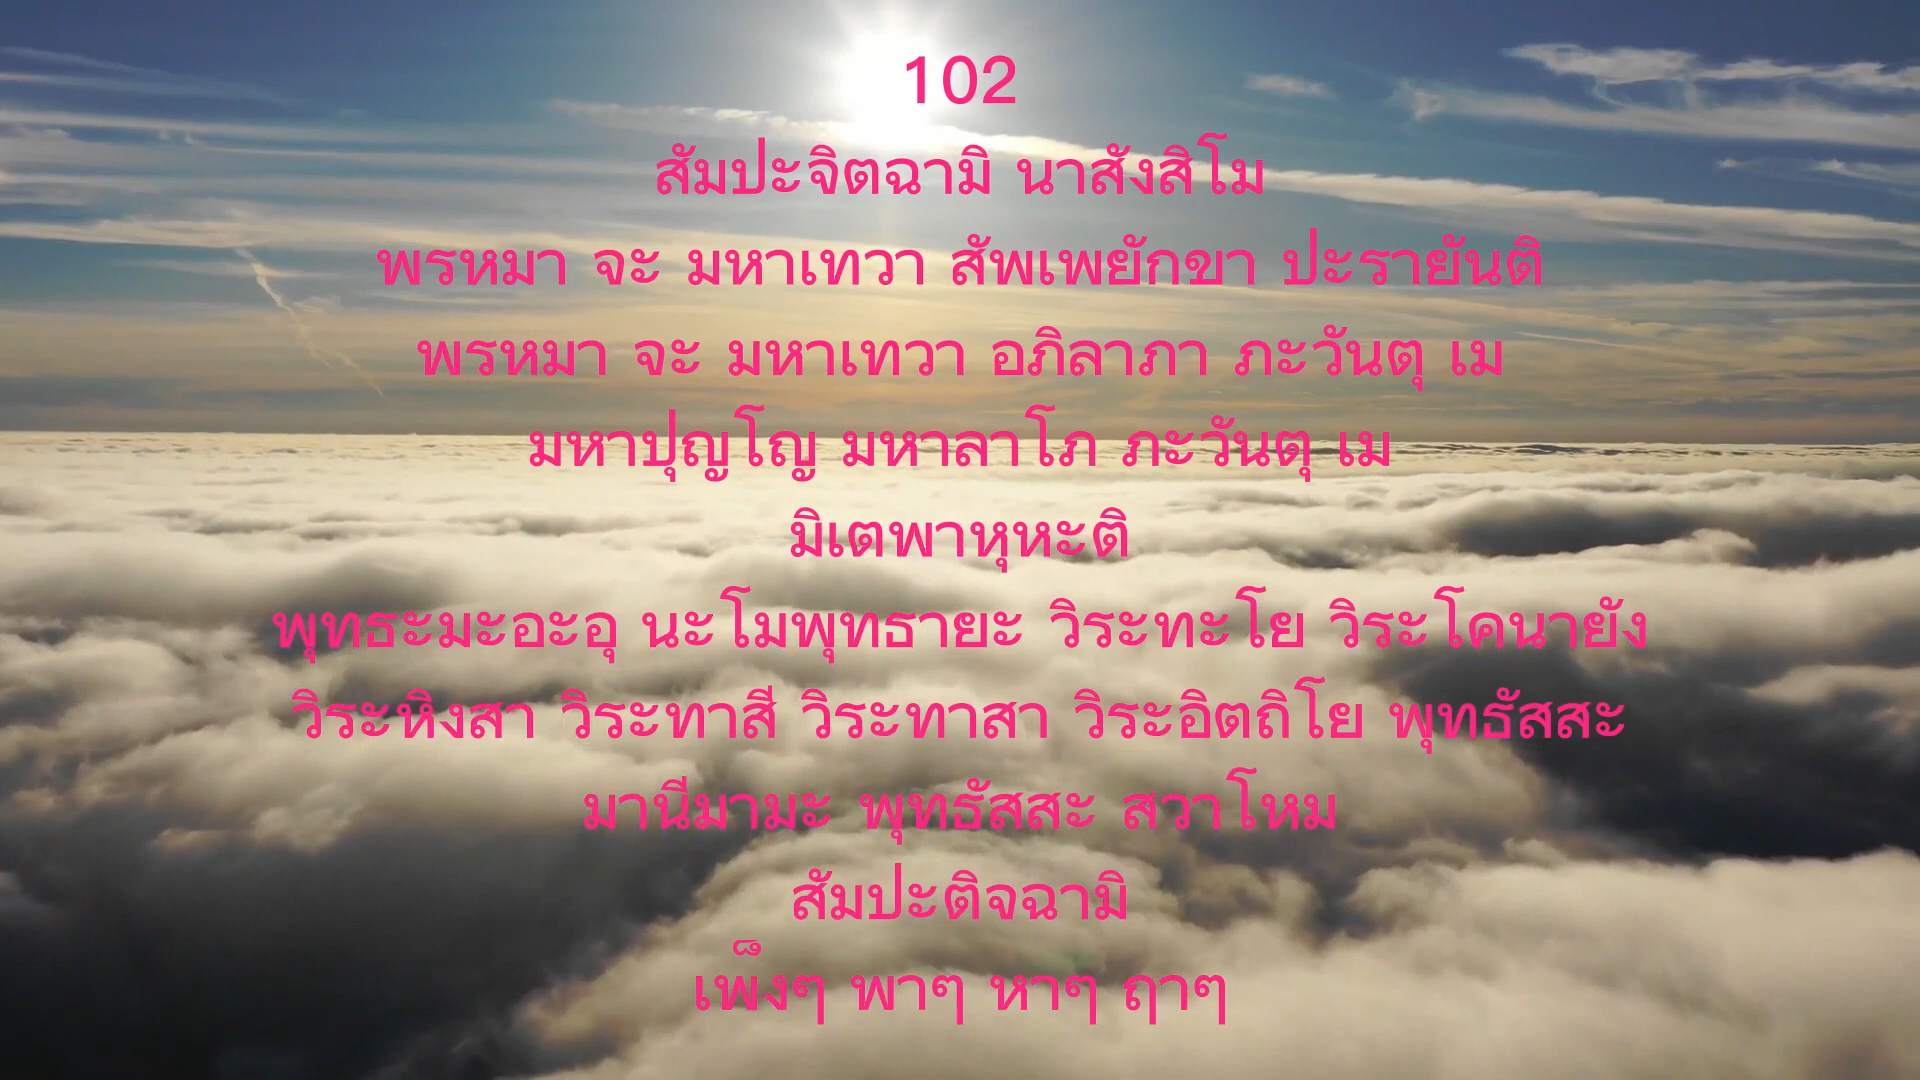 102
สัมปะจิตฉามิ นาสังสิโม
พรหมา จะ มหาเทวา สัพเพยักขา ปะรายันติ
พรหมา จะ มหาเทวา อภิลาภา ภะวันตุ เม
มหาปุญโญ มหาลาโภ ภะวันตุ เม
มิเตพาหุหะติ
พุทธะมะอะอุ นะโมพุทธายะ วิระทะโย วิระโคนายัง
วิระหิงสา วิระทาสี วิระทาสา วิระอิตถิโย พุทธัสสะ
มานีมามะ พุทธัสสะ สวาโหม
สัมปะติจฉามิ
เพ็งๆ พาๆ หาๆ ฤาๆ